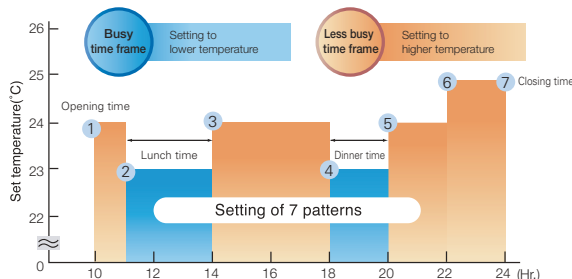 Busy
time frame
Setting to
lower temperature
Less busy
time frame
Setting to
higher temperature
Set temperature(°C)
26
25
24
23
22
0
Opening time
1
2
3
4
5
6
7
Closing time
Lunch time
Dinner time
Setting of 7 patterns
10
12
14
16
18
20
22
24
(Hr.)